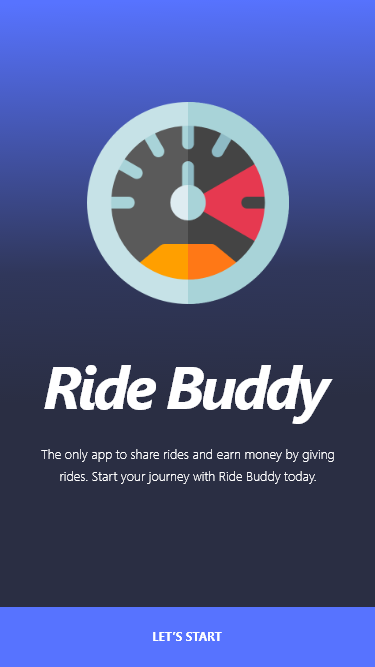 Ride Buddy
The only app to share rides and earn money by giving
rides. Start your journey with Ride Buddy today.
LET'S START